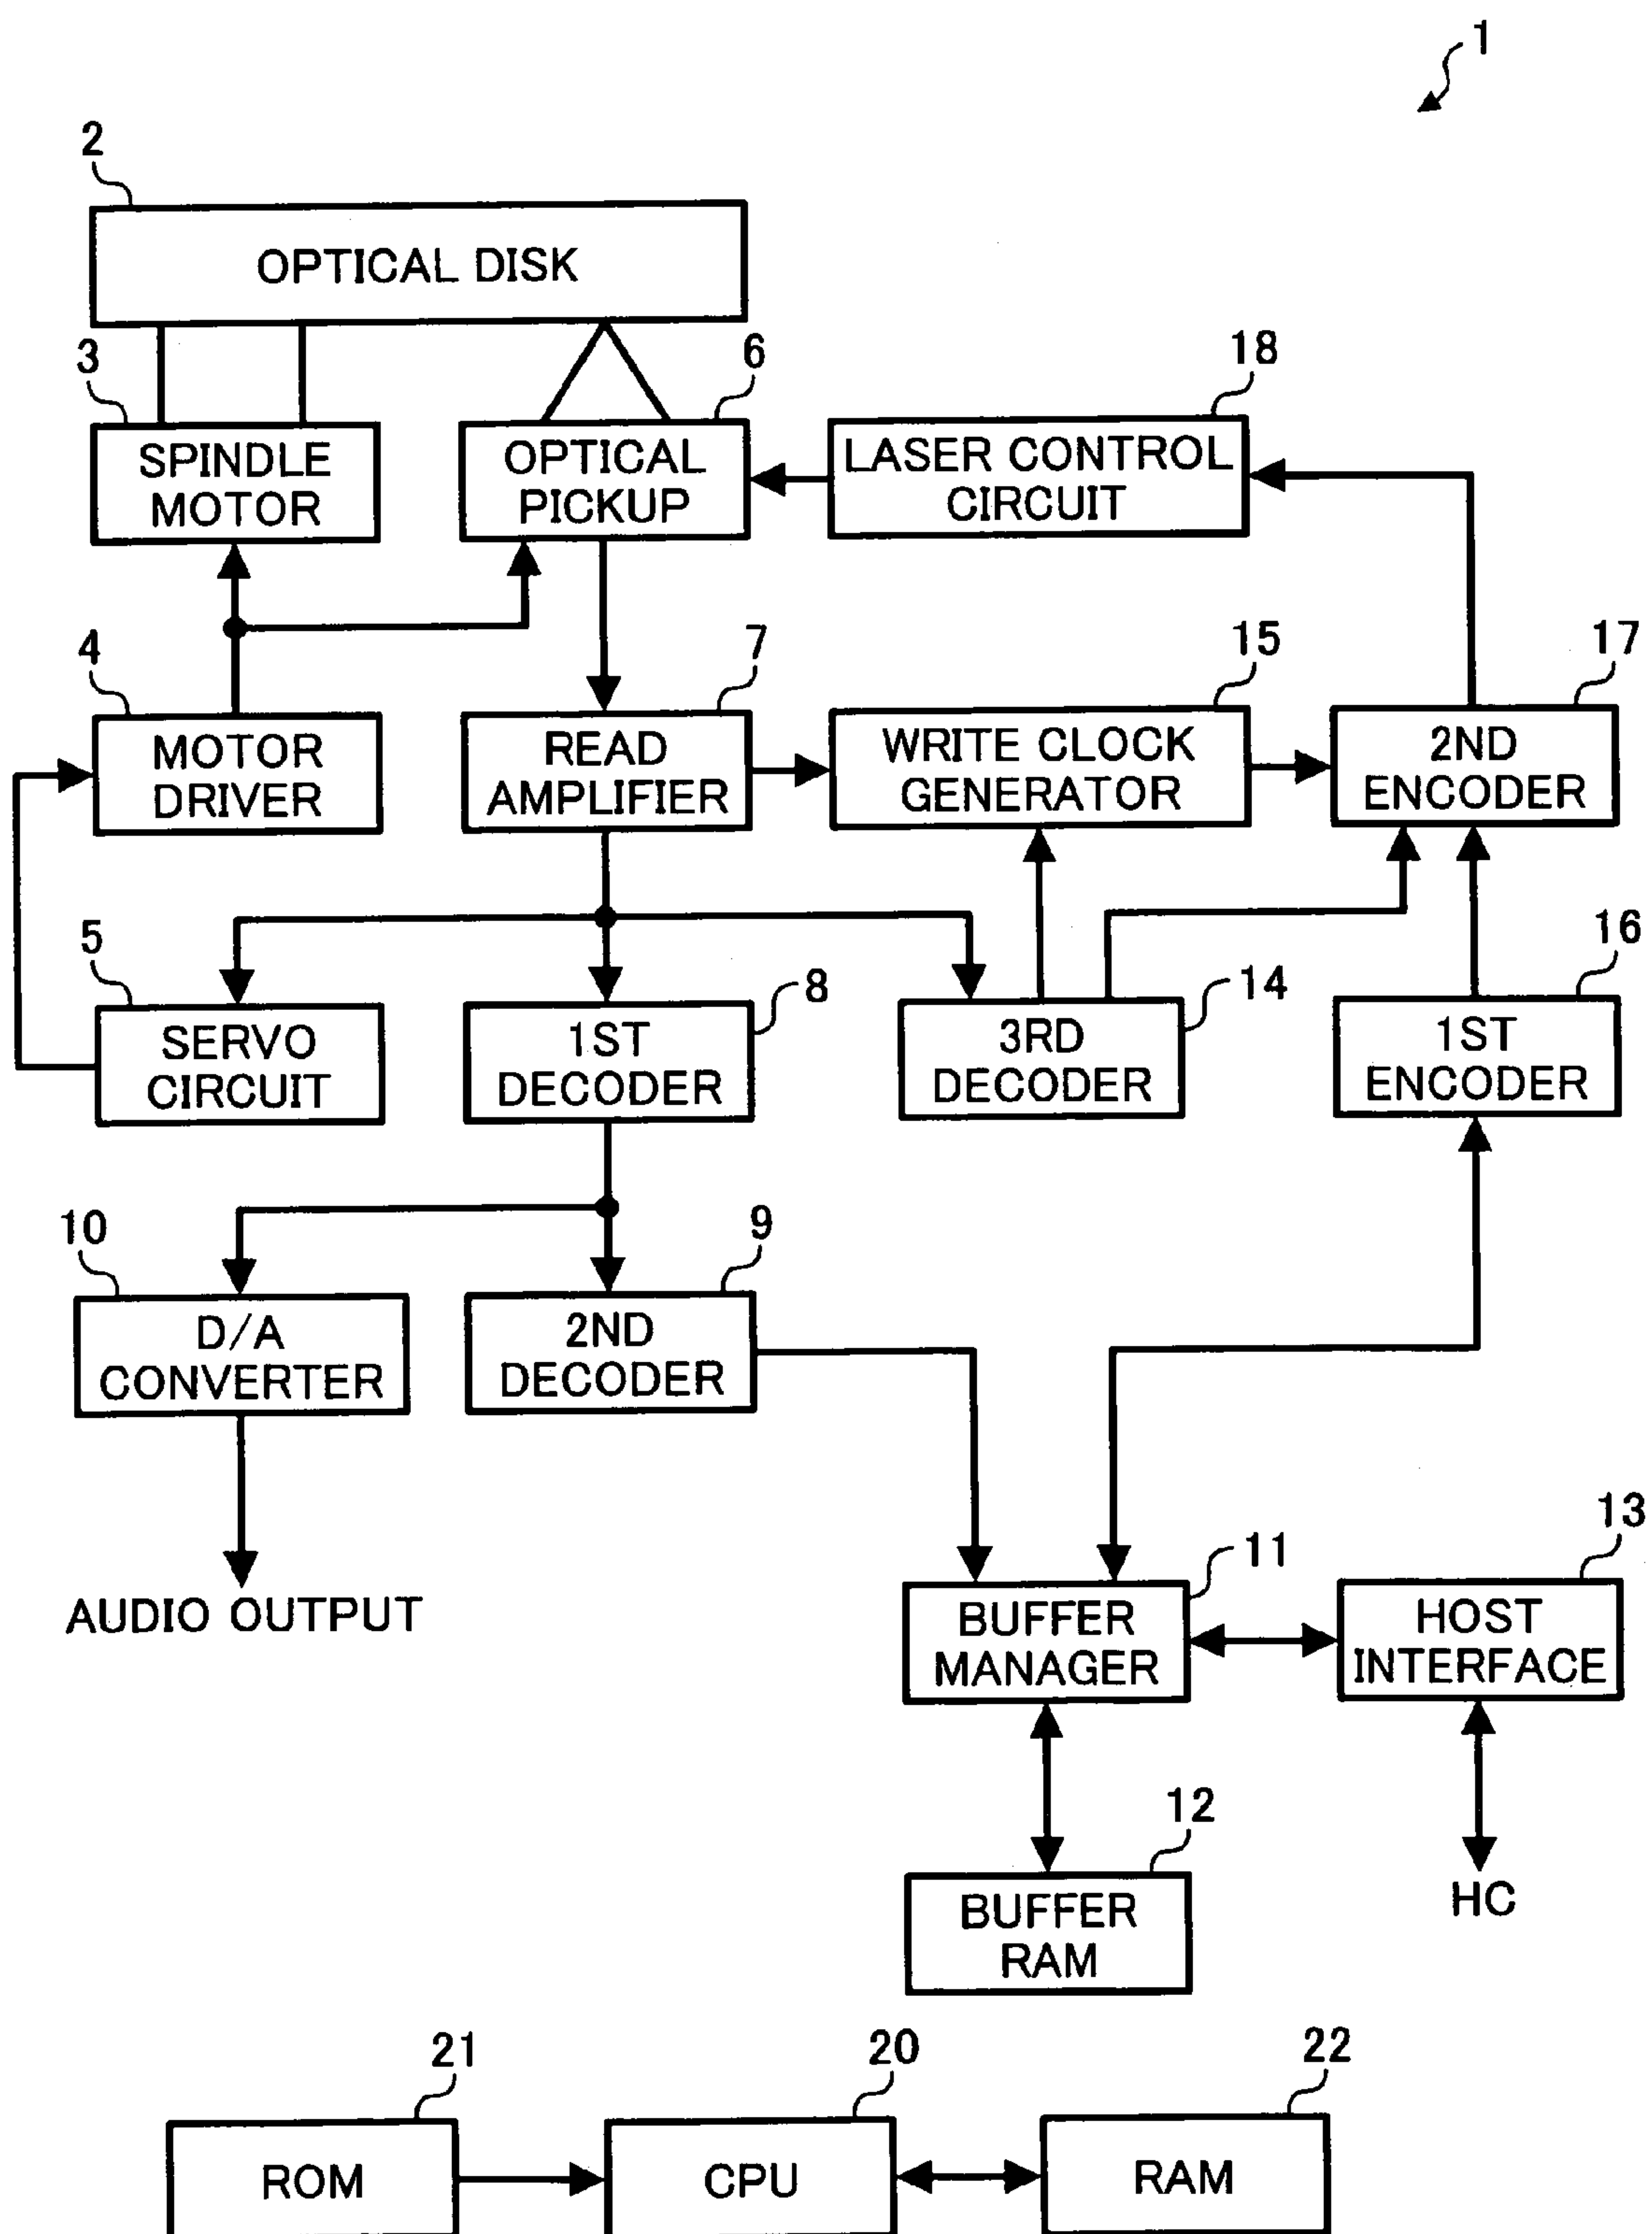 1
2
OPTICAL DISK
3
6
18
SPINDLE
MOTOR
OPTICAL
PICKUP
LASER CONTROL
CIRCUIT
4
7
15
17
MOTOR
DRIVER
READ
AMPLIFIER
WRITE CLOCK
GENERATOR
2ND
ENCODER
5
8
14
16
SERVO
CIRCUIT
1ST
DECODER
3RD
DECODER
1ST
ENCODER
10
9
D/A
CONVERTER
2ND
DECODER
AUDIO OUTPUT
11
13
BUFFER
MANAGER
HOST
INTERFACE
12
BUFFER
RAM
HC
21
20
22
ROM
CPU
RAM